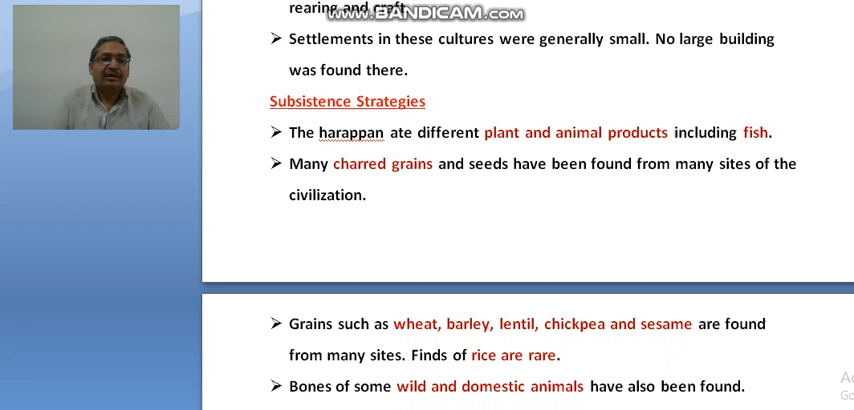 rearing and craft
www.BANDICAM.com
➢ Settlements in these cultures were generally small. No large building
was found there.
Subsistence Strategies
➢ The harappan ate different plant and animal products including fish.
➢ Many charred grains and seeds have been found from many sites of the
civilization.
➢ Grains such as wheat, barley, lentil, chickpea and sesame are found
from many sites. Finds of rice are rare.
➢ Bones of some wild and domestic animals have also been found.